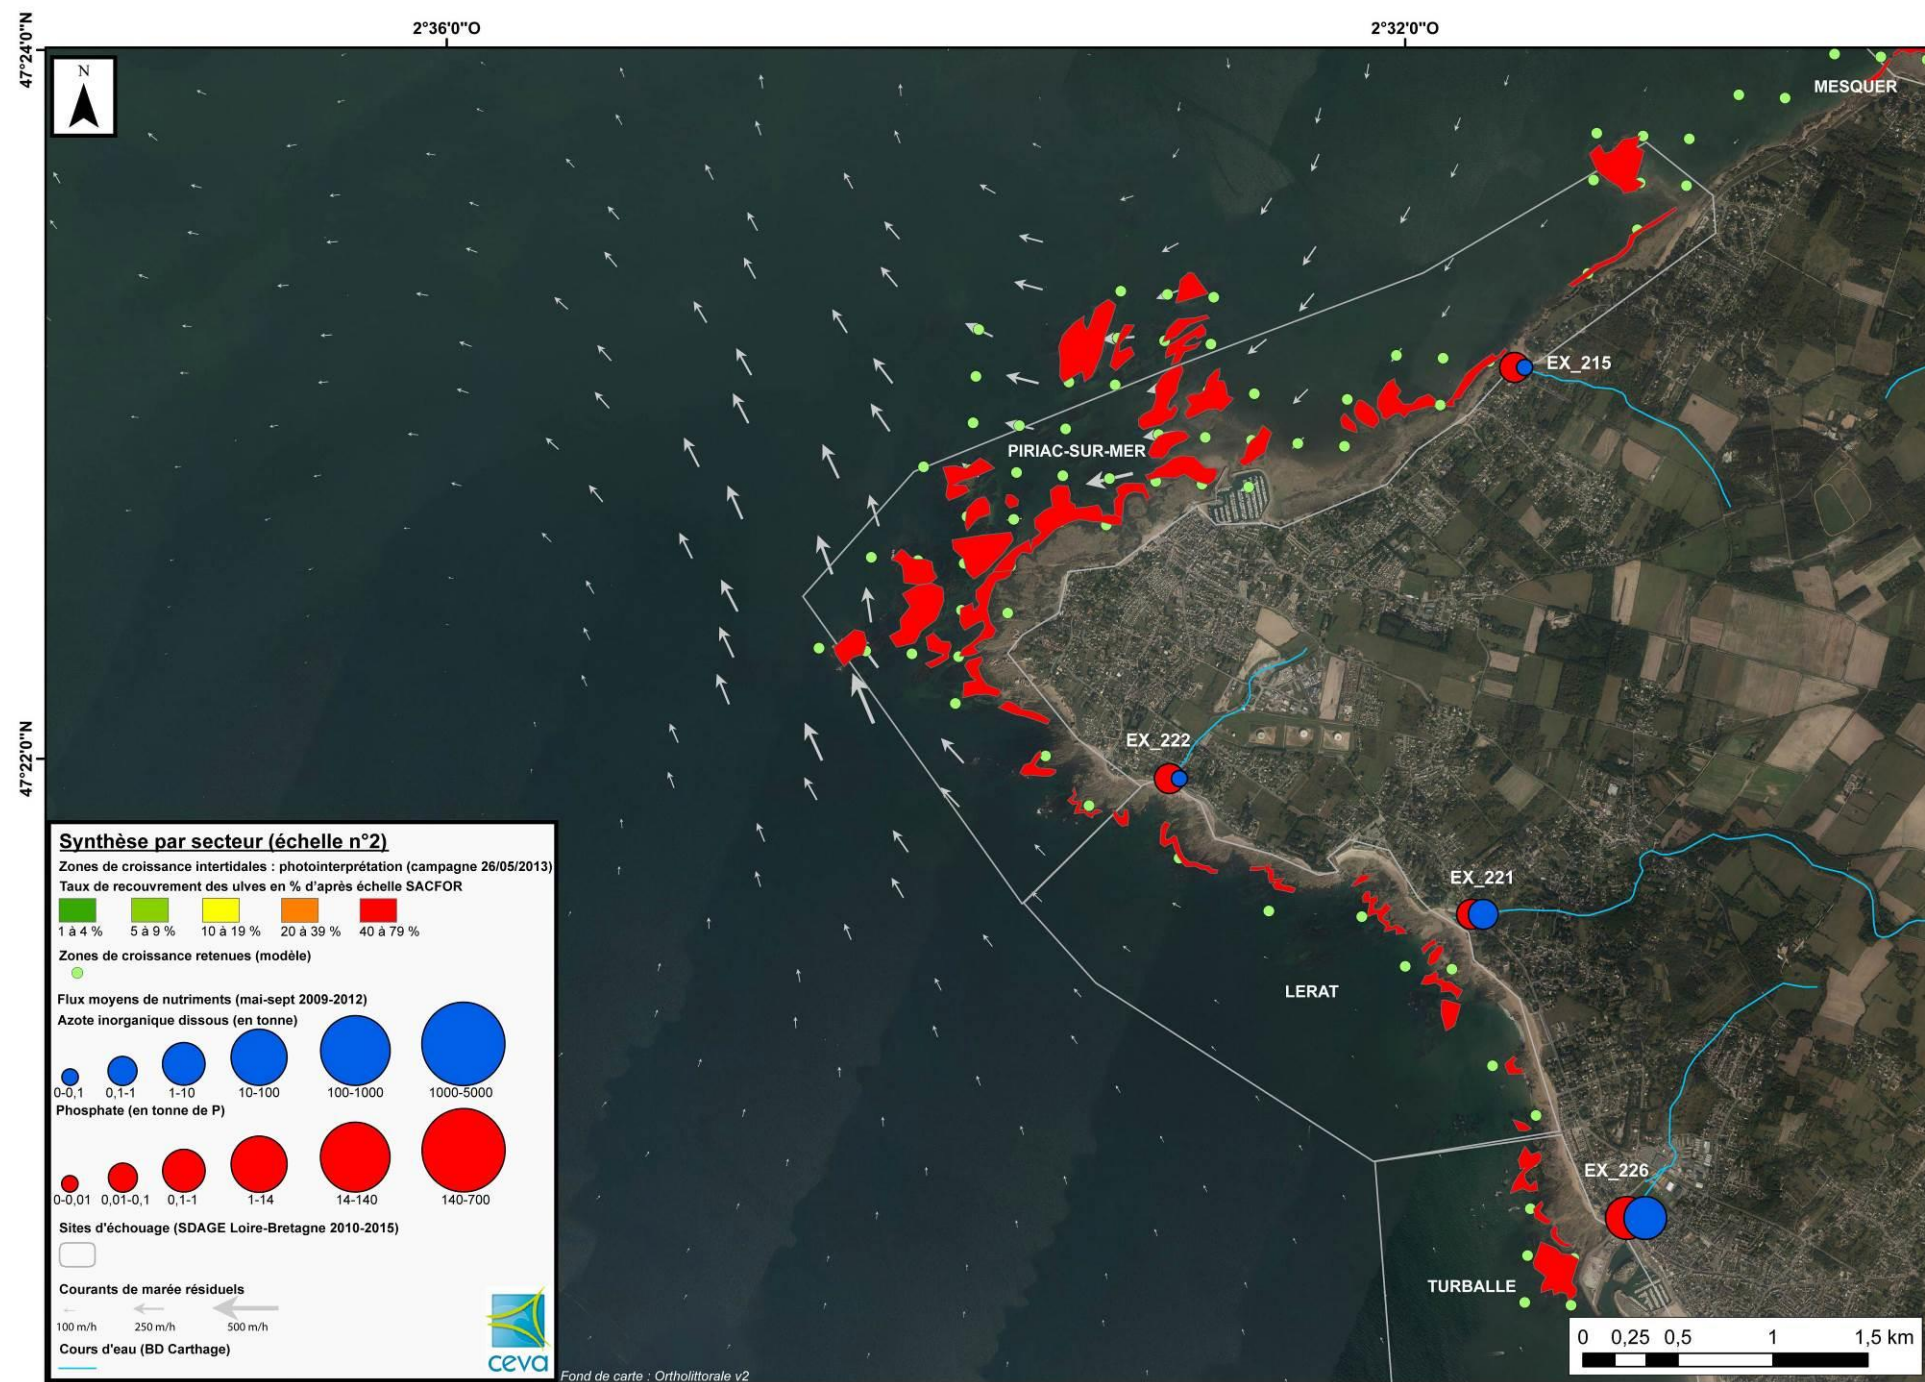 2°36'0"O
2°32'0"O
47°24'0"N
N
MESQUER
EX_215
PIRIAC-SUR-MER
EX_222
47°22'0"N
EX_221
LERAT
EX_226
TURBALLE
Synthèse par secteur (échelle n°2)
Zones de croissance intertidales : photointerprétation (campagne 26/05/2013)
Taux de recouvrement des ulves en % d'après échelle SACFOR
1 à 4 % 5 à 9 % 10 à 19 % 20 à 39 % 40 à 79 %
Zones de croissance retenues (modèle)
Flux moyens de nutriments (mai-sept 2009-2012)
Azote inorganique dissous (en tonne)
0-0,1 0,1-1 1-10 10-100 100-1000 1000-5000
Phosphate (en tonne de P)
0-0,01 0,01-0,1 0,1-1 1-14 14-140 140-700
Sites d'échouage (SDAGE Loire-Bretagne 2010-2015)
Courants de marée résiduels
100 m/h 250 m/h 500 m/h
Cours d'eau (BD Carthage)
ceva
Fond de carte : Ortholittorale v2
0 0,25 0,5 1 1,5 km